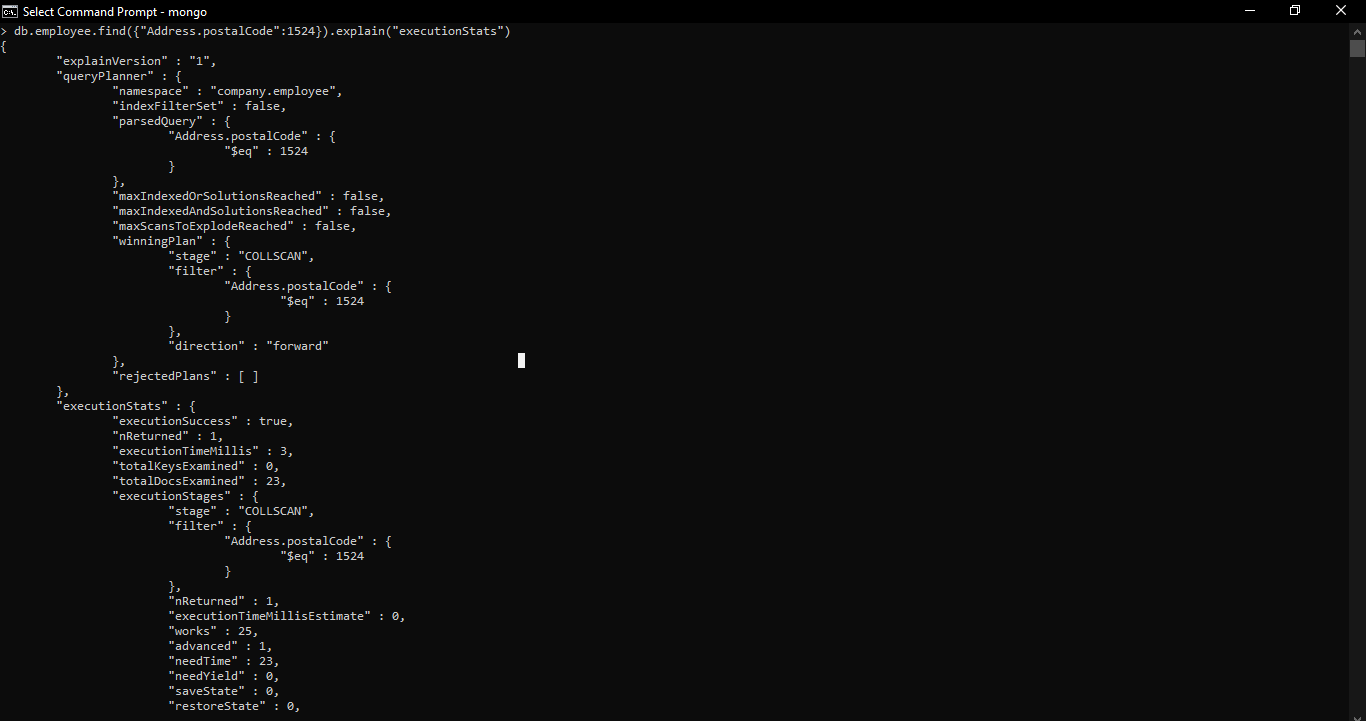 Select Command Prompt - mongo
> db.employee.find({"Address.postalCode":1524}).explain("executionStats")
{
"explainVersion" : "1",
"queryPlanner" : {
"namespace" : "company.employee",
"indexFilterSet" : false,
"parsedQuery" : {
"Address.postalCode" : {
"$eq" : 1524
}
},
"maxIndexedOrSolutionsReached" : false,
"maxIndexedAndSolutionsReached" : false,
"maxScansToExplodeReached" : false,
"winningPlan" : {
"stage" : "COLLSCAN",
"filter" : {
"Address.postalCode" : {
"$eq" : 1524
}
},
"direction" : "forward"
},
"rejectedPlans" : [ ]
},
"executionStats" : {
"executionSuccess" : true,
"nReturned" : 1,
"executionTimeMillis" : 3,
"totalKeysExamined" : 0,
"totalDocsExamined" : 23,
"executionStages" : {
"stage" : "COLLSCAN",
"filter" : {
"Address.postalCode" : {
"$eq" : 1524
}
},
"nReturned" : 1,
"executionTimeMillisEstimate" : 0,
"works" : 25,
"advanced" : 1,
"needTime" : 23,
"needYield" : 0,
"saveState" : 0,
"restoreState" : 0,